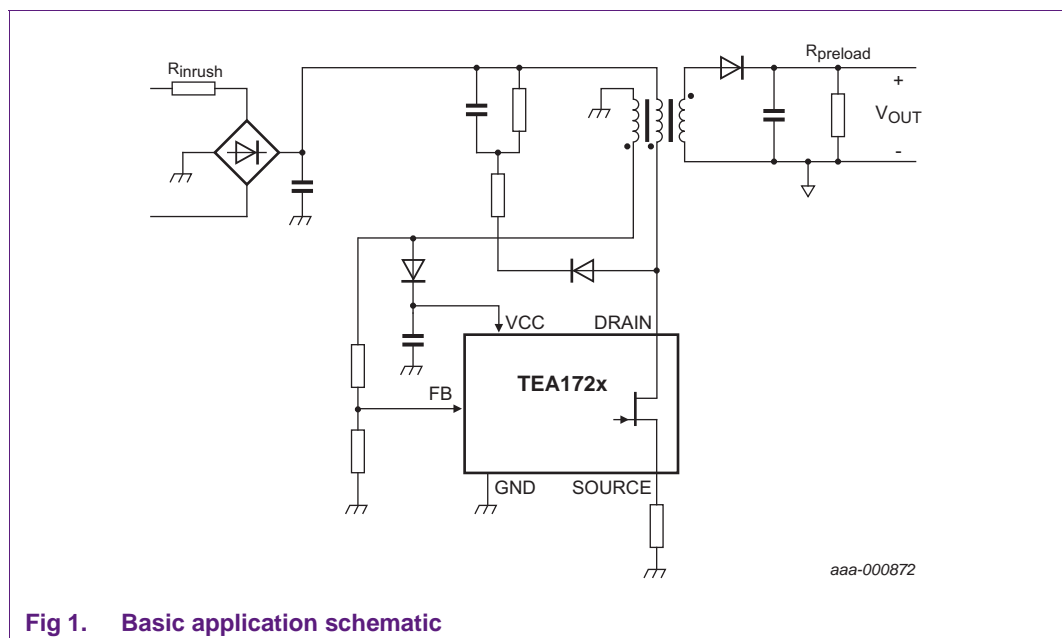 Rinrush
Rpreload
+
VOUT
-
VCC
DRAIN
TEA172x
FB
GND
SOURCE
aaa-000872
Fig 1. Basic application schematic